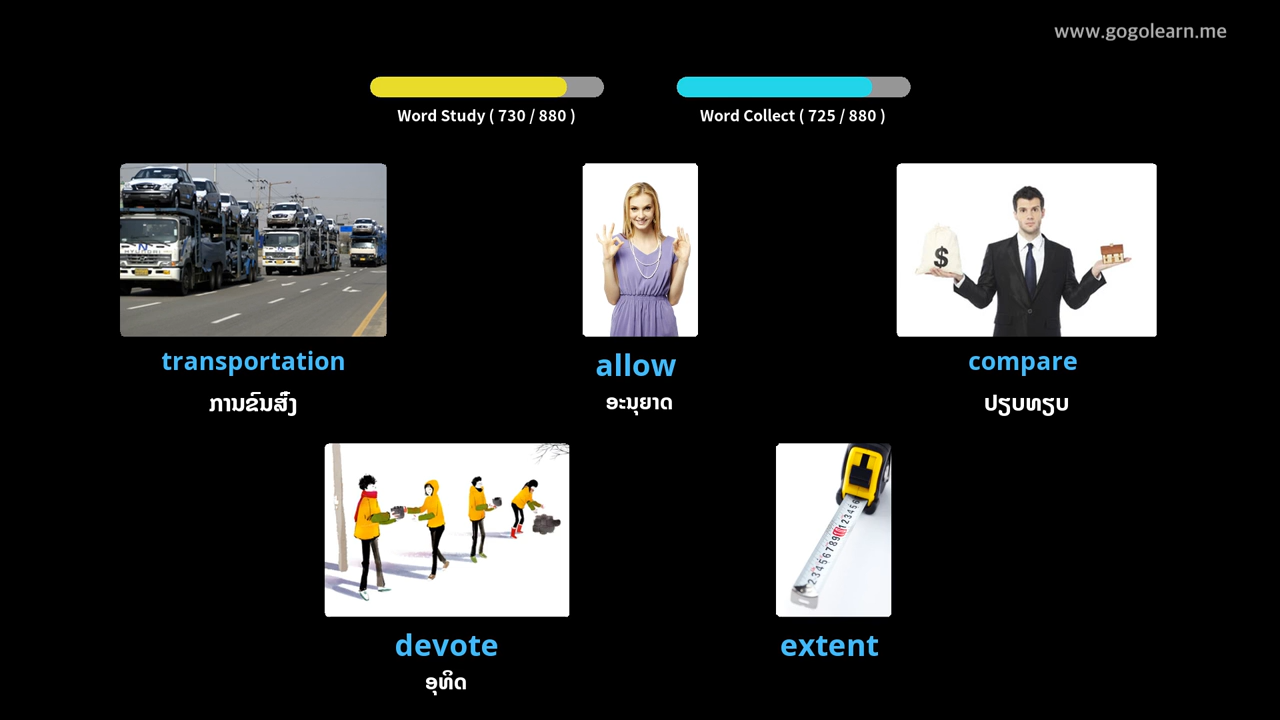 www.gogolearn.me
Word Study ( 730 / 880 )
Word Collect ( 725 / 880 )
transportation
ການຂົນສົ່ງ
allow
ອະນຸຍາດ
compare
ປຽບທຽບ
devote
ອຸທິດ
extent